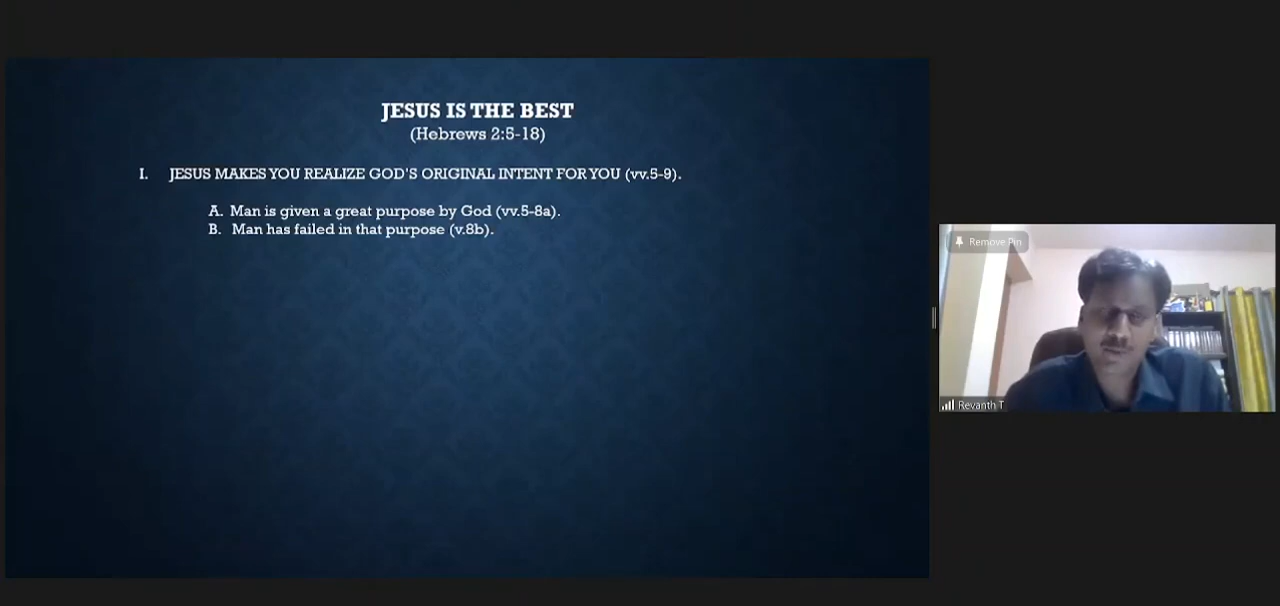 JESUS IS THE BEST
(Hebrews 2:5-18)
I. JESUS MAKES YOU REALIZE GOD'S ORIGINAL INTENT FOR YOU (vv.5-9).
A. Man is given a great purpose by God (vv.5-8a).
B. Man has failed in that purpose (v.8b).
Remove Pin
Revanth T